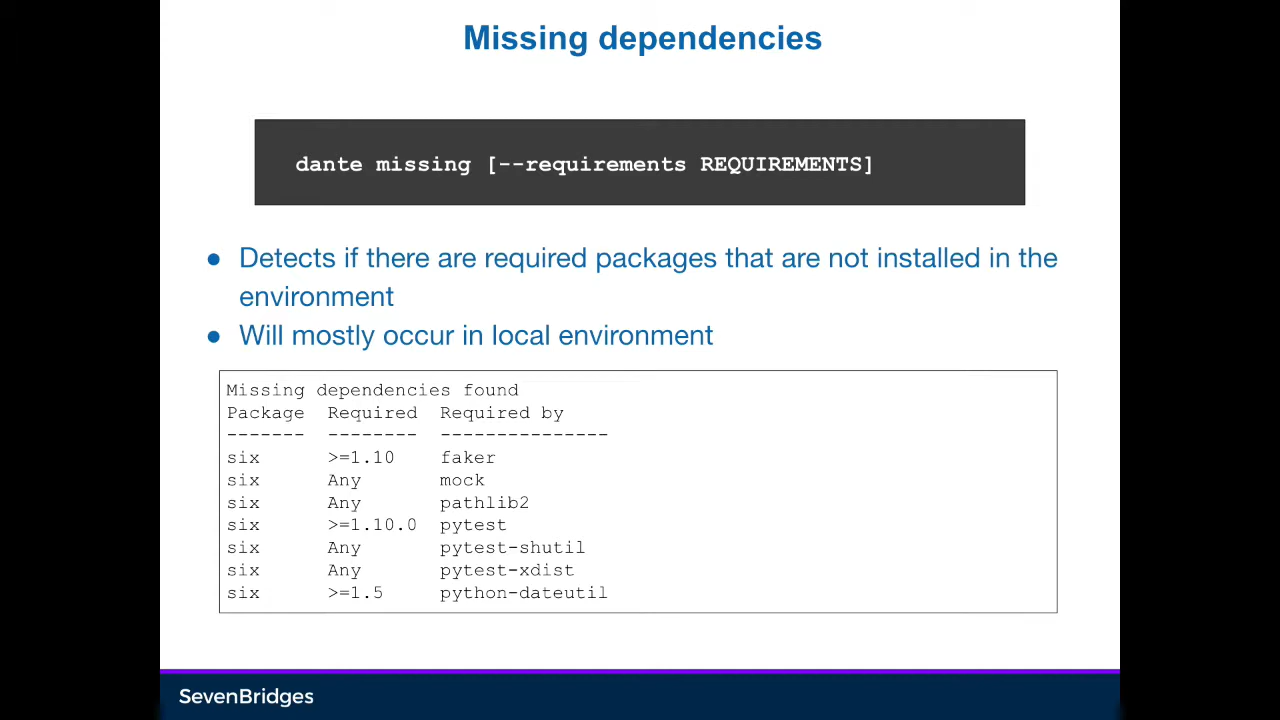 Missing dependencies
dante missing [--requirements REQUIREMENTS]
● Detects if there are required packages that are not installed in the
environment
● Will mostly occur in local environment
Missing dependencies found
Package  Required  Required by
-------  --------  ---------------
six      >=1.10    faker
six      Any       mock
six      Any       pathlib2
six      >=1.10.0  pytest
six      Any       pytest-shutil
six      Any       pytest-xdist
six      >=1.5     python-dateutil
SevenBridges